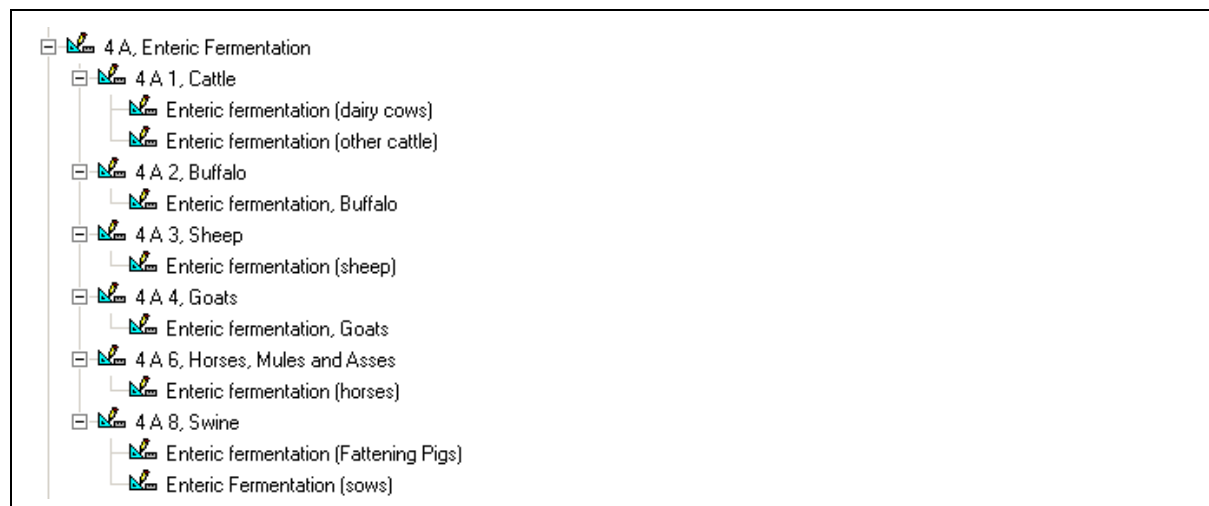 4 A, Enteric Fermentation
4 A 1, Cattle
Enteric fermentation (dairy cows)
Enteric fermentation (other cattle)
4 A 2, Buffalo
Enteric fermentation, Buffalo
4 A 3, Sheep
Enteric fermentation (sheep)
4 A 4, Goats
Enteric fermentation, Goats
4 A 6, Horses, Mules and Asses
Enteric fermentation (horses)
4 A 8, Swine
Enteric fermentation (Fattening Pigs)
Enteric Fermentation (sows)